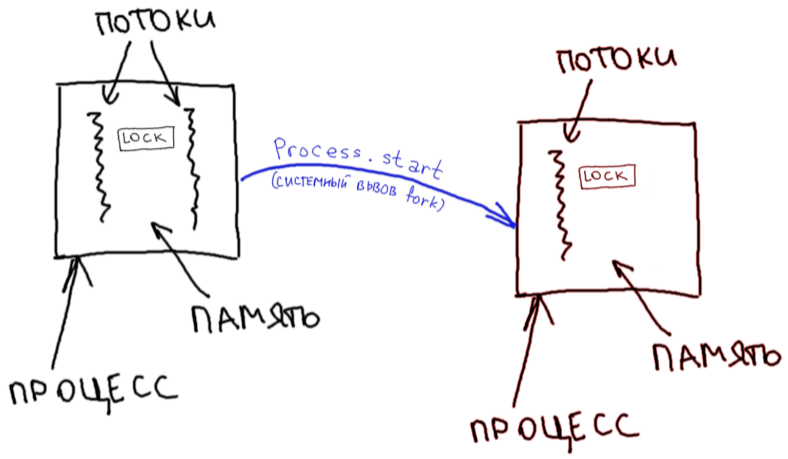 ПОТОКИ
LOCK
ПАМЯТЬ
ПРОЦЕСС
Process.start
(системный вызов fork)
ПОТОКИ
LOCK
ПАМЯТЬ
ПРОЦЕСС